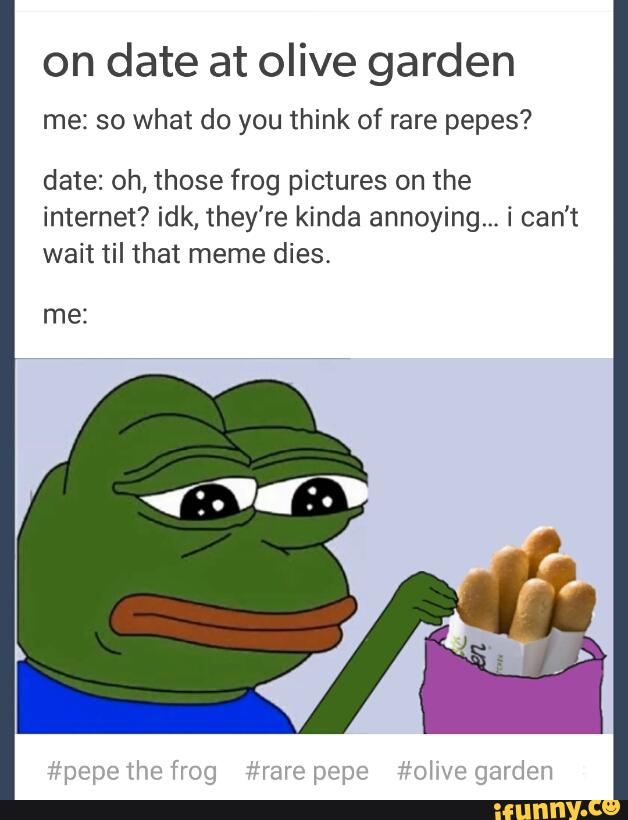 on date at olive garden
me: so what do you think of rare pepes?
date: oh, those frog pictures on the
internet? idk, they're kinda annoying... i can't
wait til that meme dies.
me:
en
#pepe the frog #rare pepe #olive garden
ifunny.co